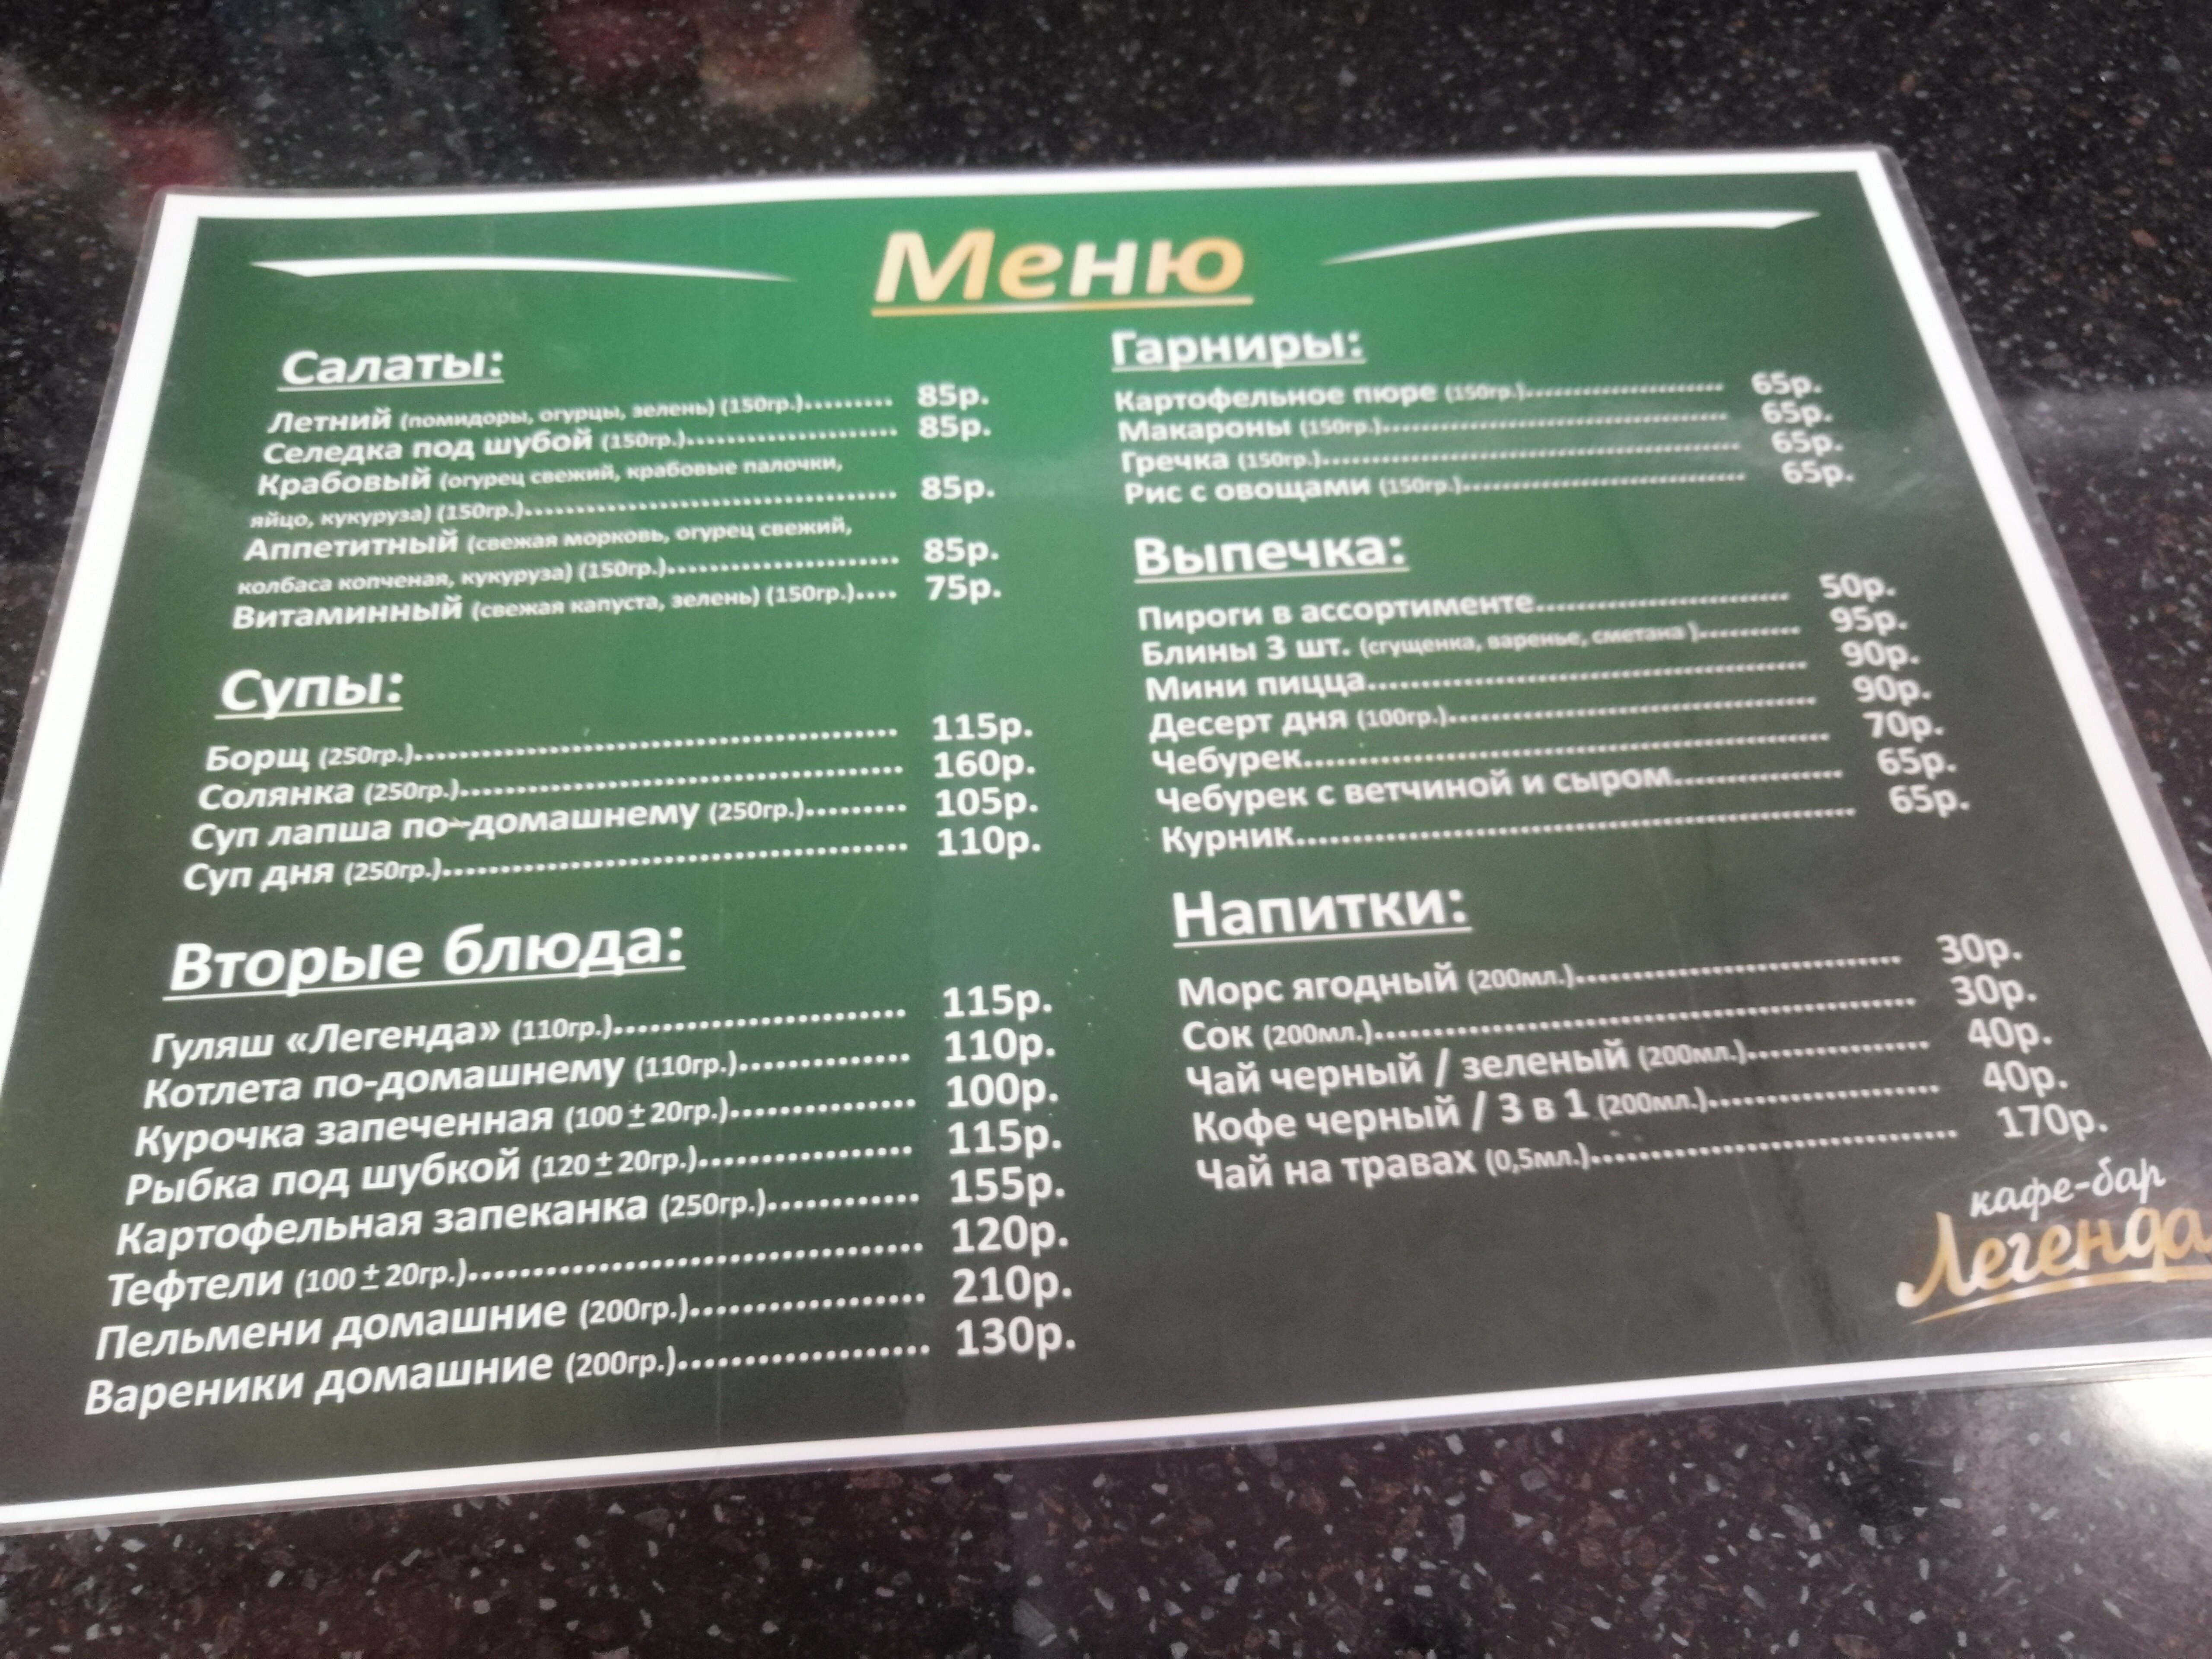 Меню
Салаты:
Летний (помидоры, огурцы, зелень) (150гр.)......... 85р.
Селедка под шубой (150гр.)........................ 85р.
Крабовый (огурец свежий, крабовые палочки,
яйцо, кукуруза) (150гр.)........................................ 85р.
Аппетитный (свежая морковь, огурец свежий,
колбаса копченая, кукуруза) (150гр.)......................... 85р.
Витаминный (свежая капуста, зелень) (150гр.).... 75р.
Супы:
Борщ (250гр.)..................................................... 115р.
Солянка (250гр.)................................................ 160р.
Суп лапша по-домашнему (250гр.)......... 105р.
Суп дня (250гр.)................................................ 110р.
Вторые блюда:
Гуляш «Легенда» (110гр.)......................... 115р.
Котлета по-домашнему (110гр.)............... 110р.
Курочка запеченная (100±20гр.)................ 100р.
Рыбка под шубкой (120±20гр.).................. 115р.
Картофельная запеканка (250гр.)............ 155р.
Тефтели (100±20гр.)..................................... 120р.
Пельмени домашние (200гр.).................. 210р.
Вареники домашние (200гр.)................... 130р.
Гарниры:
Картофельное пюре (150гр.)......................... 65р.
Макароны (150гр.)............................................ 65р.
Гречка (150гр.)................................................... 65р.
Рис с овощами (150гр.).................................... 65р.
Выпечка:
Пироги в ассортименте.............................. 50р.
Блины 3 шт. (сгущенка, варенье, сметана )............ 95р.
Мини пицца.................................................... 90р.
Десерт дня (100гр.)......................................... 90р.
Чебурек............................................................ 70р.
Чебурек с ветчиной и сыром................... 65р.
Курник.............................................................. 65р.
Напитки:
Морс ягодный (200мл.)................................ 30р.
Сок (200мл.)....................................................... 30р.
Чай черный / зеленый (200мл.)................. 40р.
Кофе черный / 3 в 1 (200мл.)...................... 40р.
Чай на травах (0,5мл.).................................. 170р.
кафе-бар
Легенда